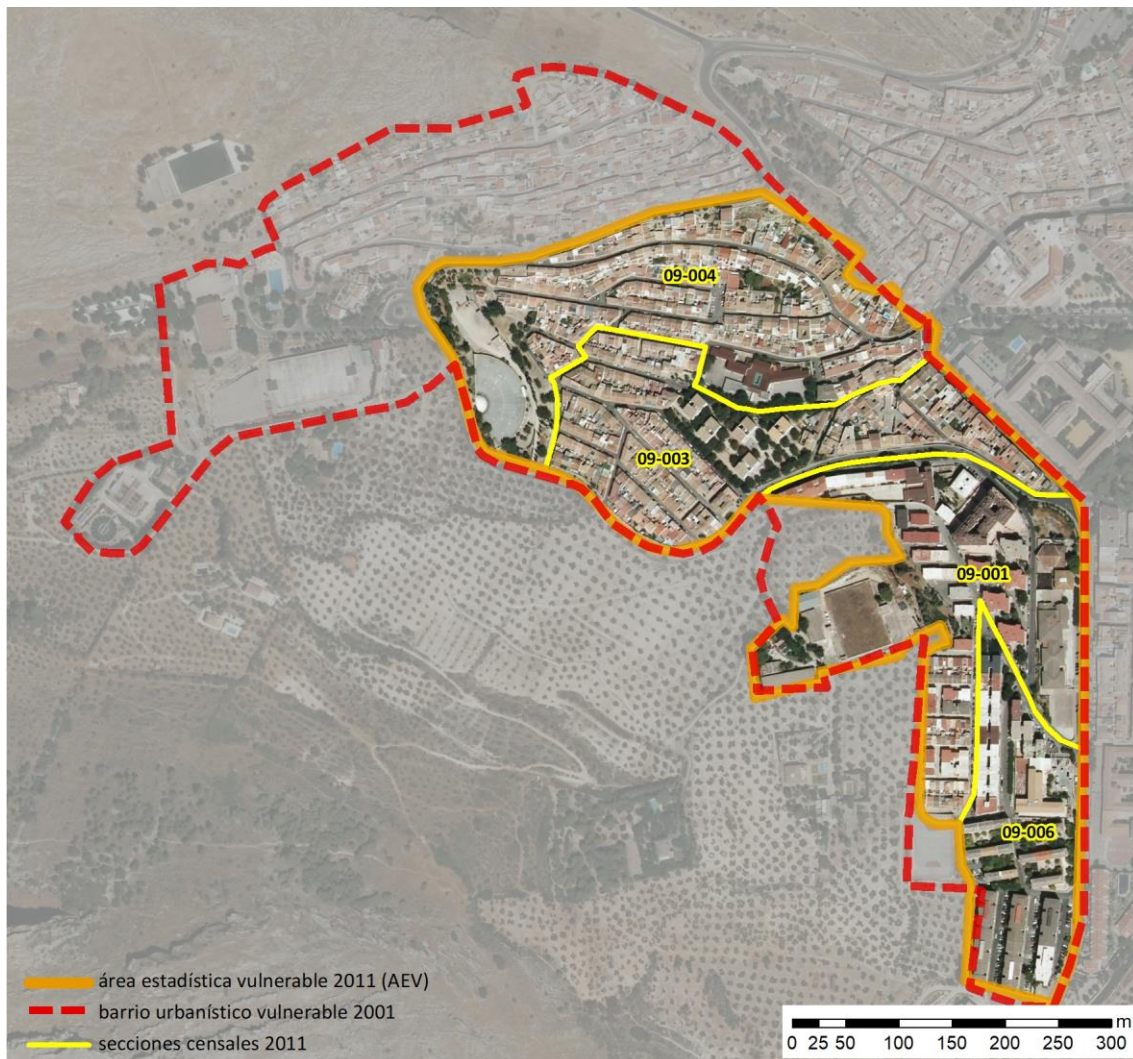 09-004
09-003
09-001
09-006
área estadística vulnerable 2011 (AEV)
barrio urbanístico vulnerable 2001
secciones censales 2011
m
0 25 50 100 150 200 250 300